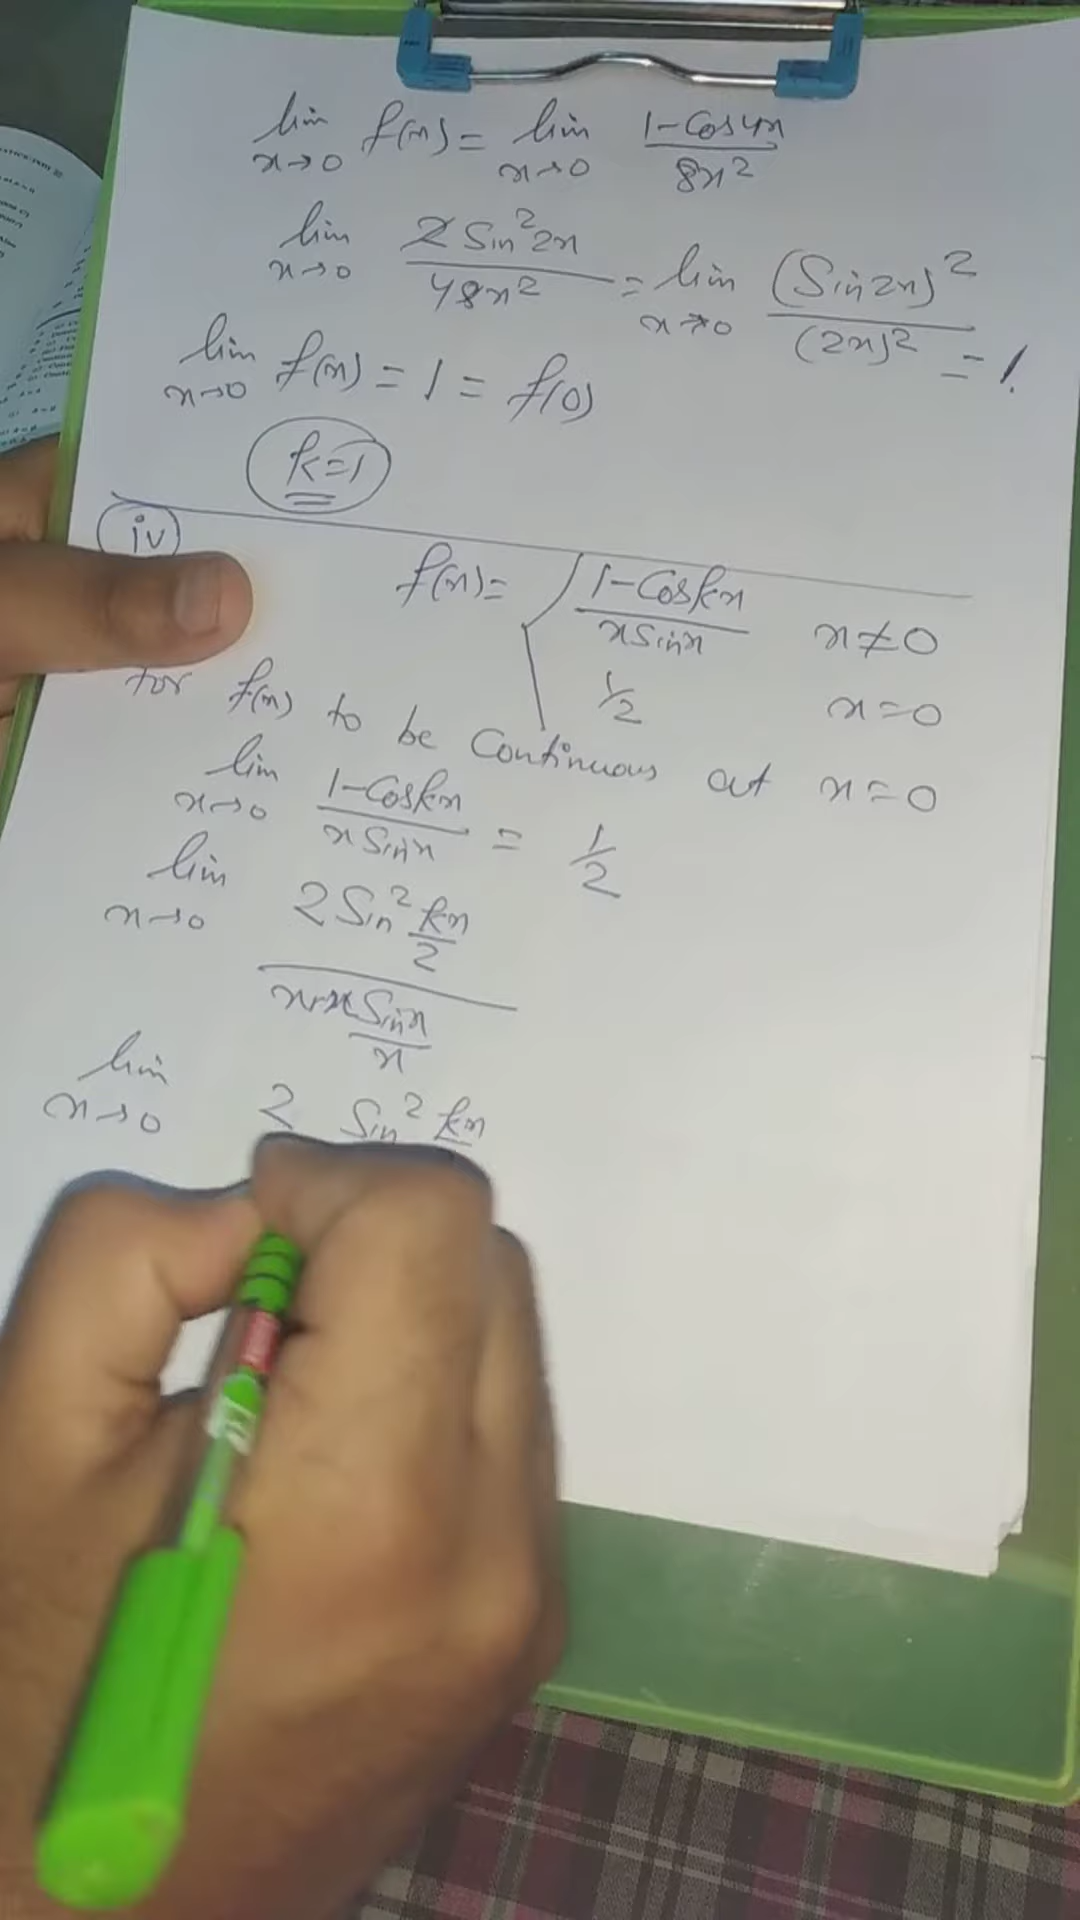 lim x→0 f(x) = lim x→0 1-Cos4x / 8x²
lim x→0 2 Sin²2x / 4 8x² = lim x→0 (Sin2x)² / (2x)² = 1.
lim x→0 f(x) = 1 = f(0)
k=1
iv
f(x) = { 1-Coskx / xSinx x≠0
1/2 x=0
For f(x) to be Continuous at x=0
lim x→0 1-Coskx / x Sinx = 1/2
lim x→0 2Sin² kx/2 / x·x Sinx/x
lim x→0 2 Sin² kx